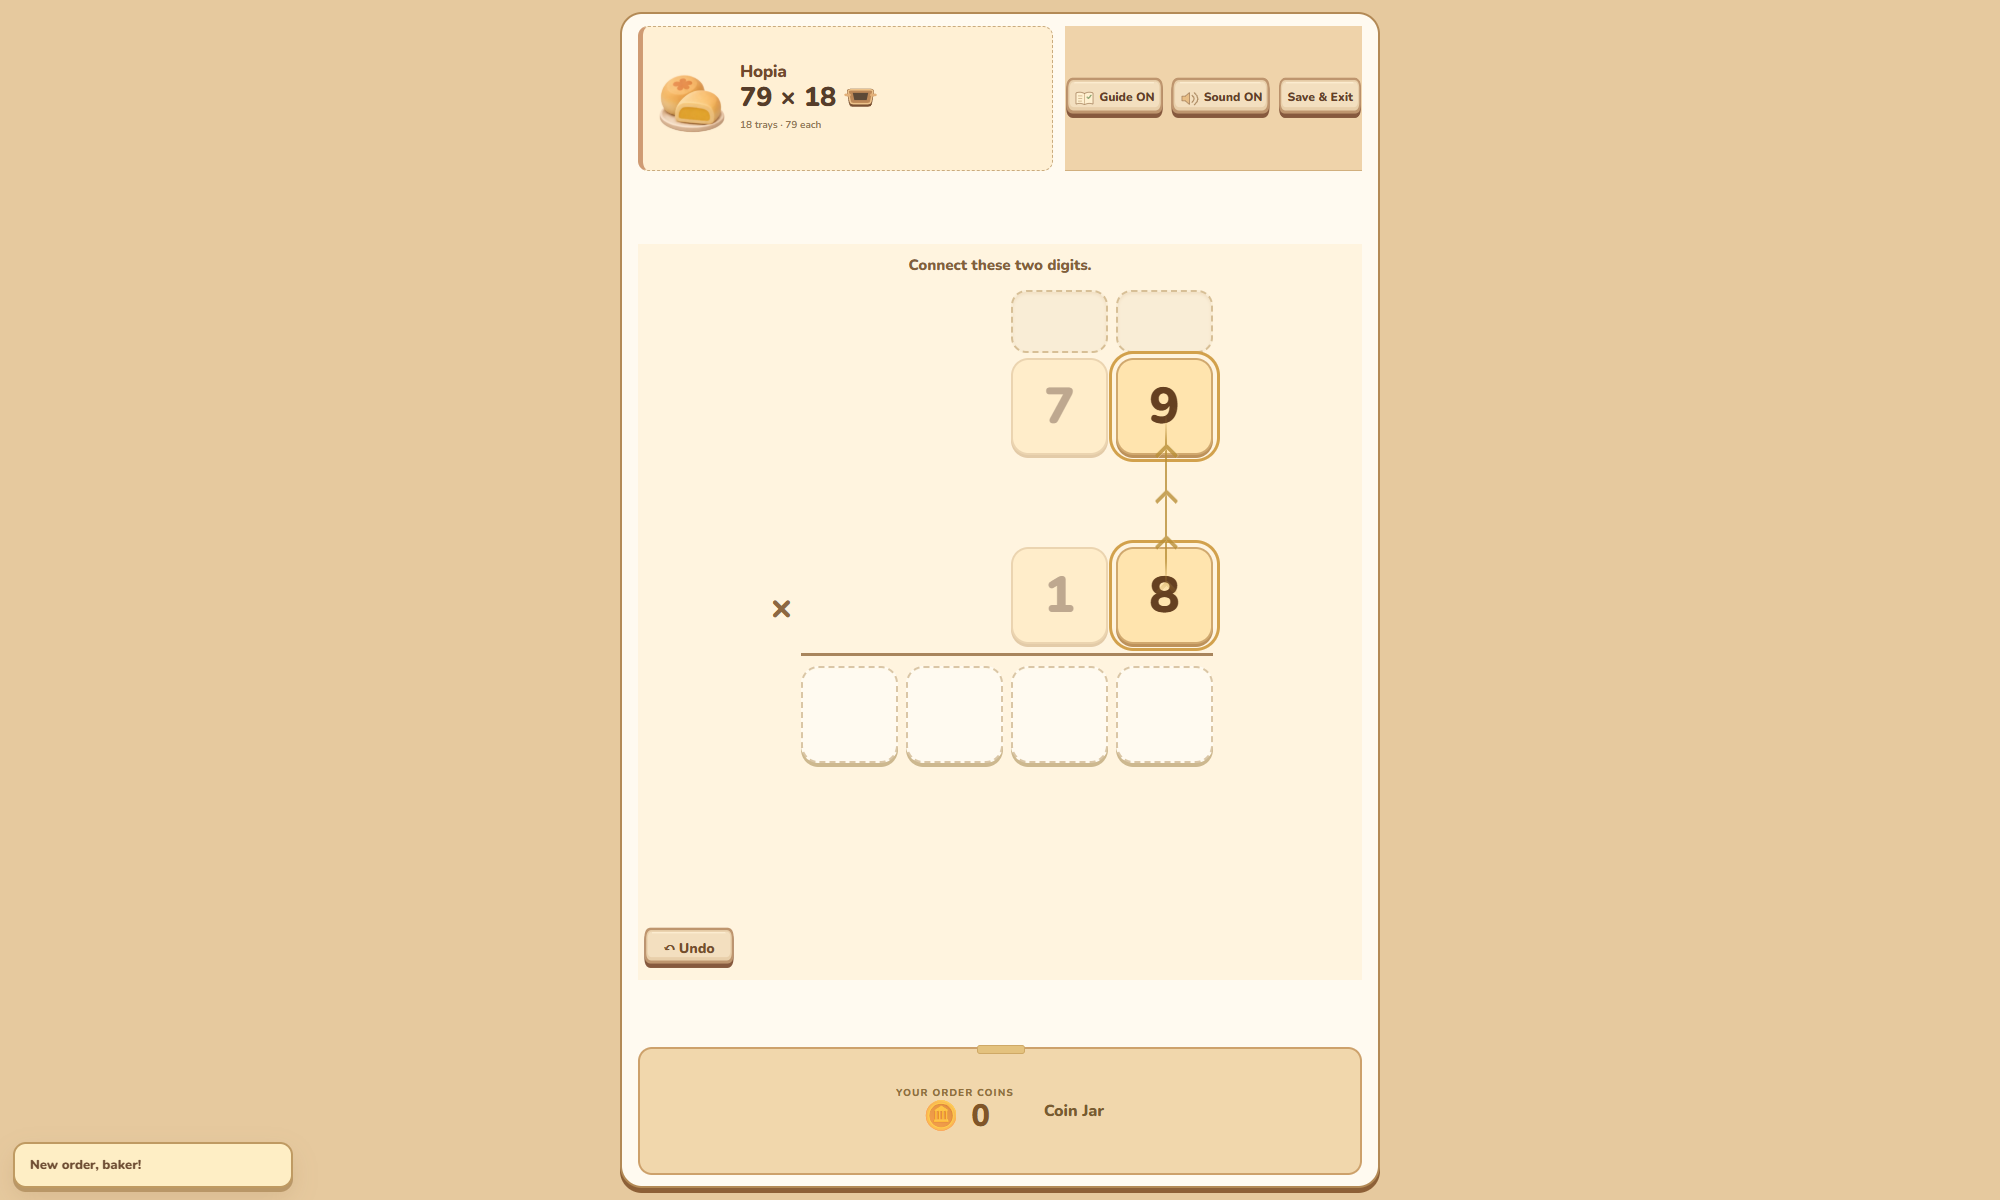 Hopia
79 × 18
18 trays · 79 each
Guide ON
Sound ON
Save & Exit
Connect these two digits.
7 9
× 1 8
↶ Undo
YOUR ORDER COINS
0
Coin Jar
New order, baker!